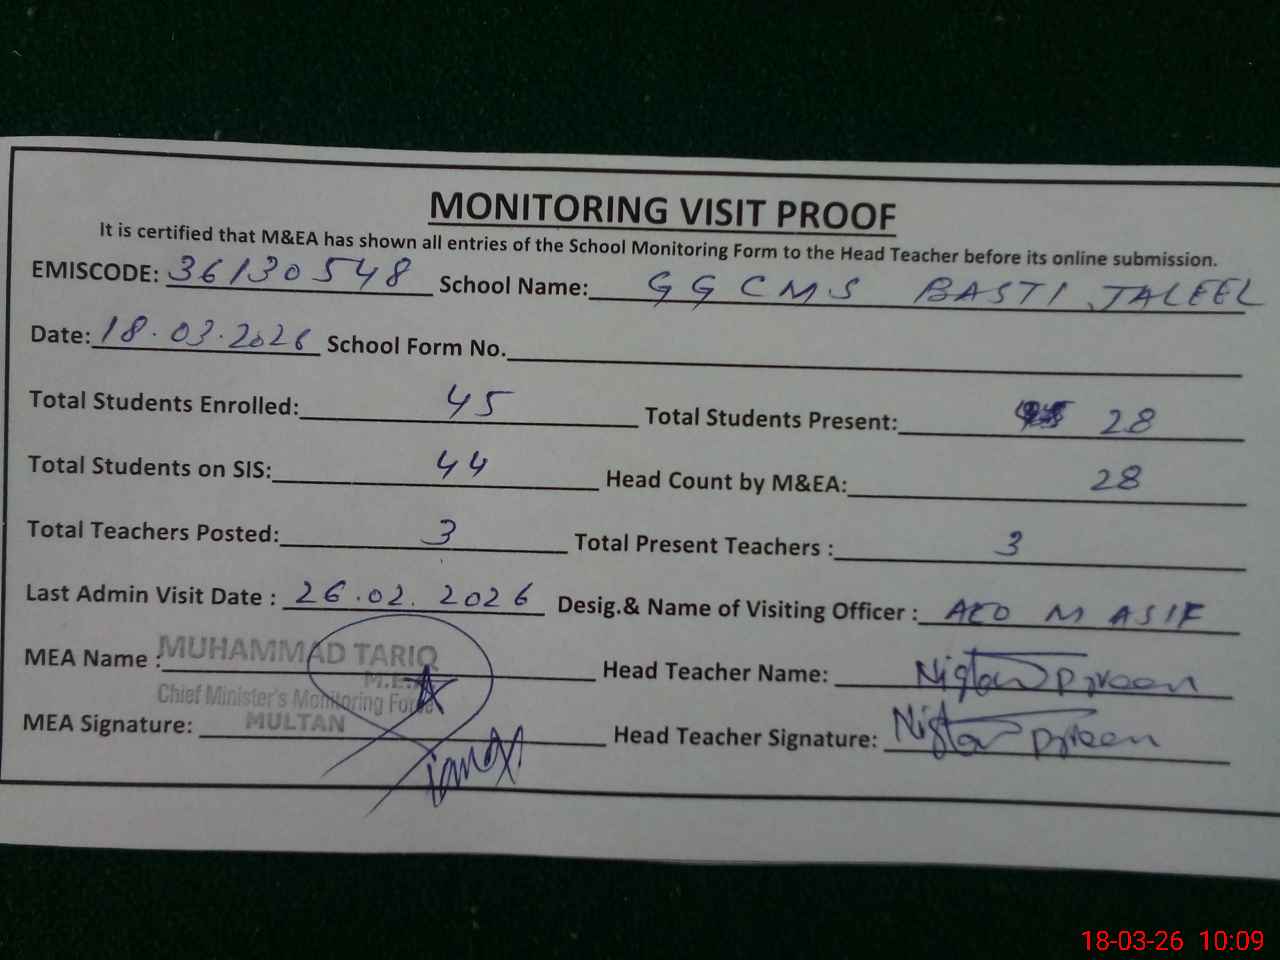 MONITORING VISIT PROOF
It is certified that M&EA has shown all entries of the School Monitoring Form to the Head Teacher before its online submission.
EMISCODE: 36130548 School Name: GGCMS BASTI JALEEL
Date: 18.03.2026 School Form No.
Total Students Enrolled: 45 Total Students Present: 28
Total Students on SIS: 44 Head Count by M&EA: 28
Total Teachers Posted: 3 Total Present Teachers : 3
Last Admin Visit Date : 26.02.2026 Desig.& Name of Visiting Officer : AEO M ASIF
MEA Name : MUHAMMAD TARIQ Head Teacher Name:
M.E.A
Chief Minister's Monitoring Force
MULTAN
MEA Signature: Head Teacher Signature:
18-03-26 10:09